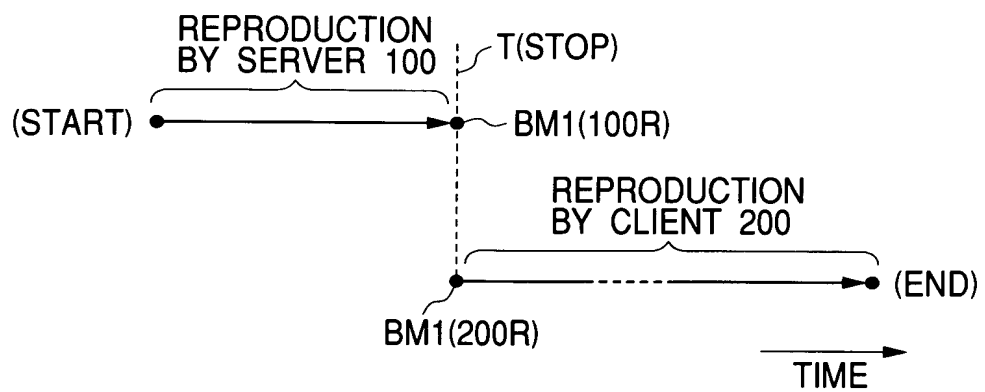 REPRODUCTION
BY SERVER 100
T(STOP)
(START)
BM1(100R)
REPRODUCTION
BY CLIENT 200
(END)
BM1(200R)
TIME